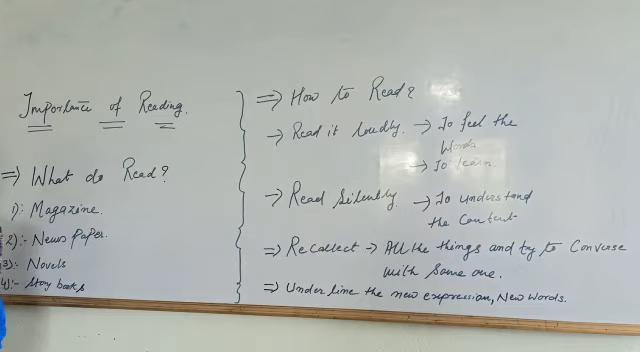 Importance of Reading.
⇒ What do Read?
1): Magazine.
2):- News Paper.
3):- Novels
4):- Story books
⇒ How to Read?
→ Read it loudly. → To feel the
Words
→ To learn.
→ Read Silently. → To understand
the Content
⇒ Recollect → All the things and try to Converse
with some one.
⇒ Underline the new expression, New Words.